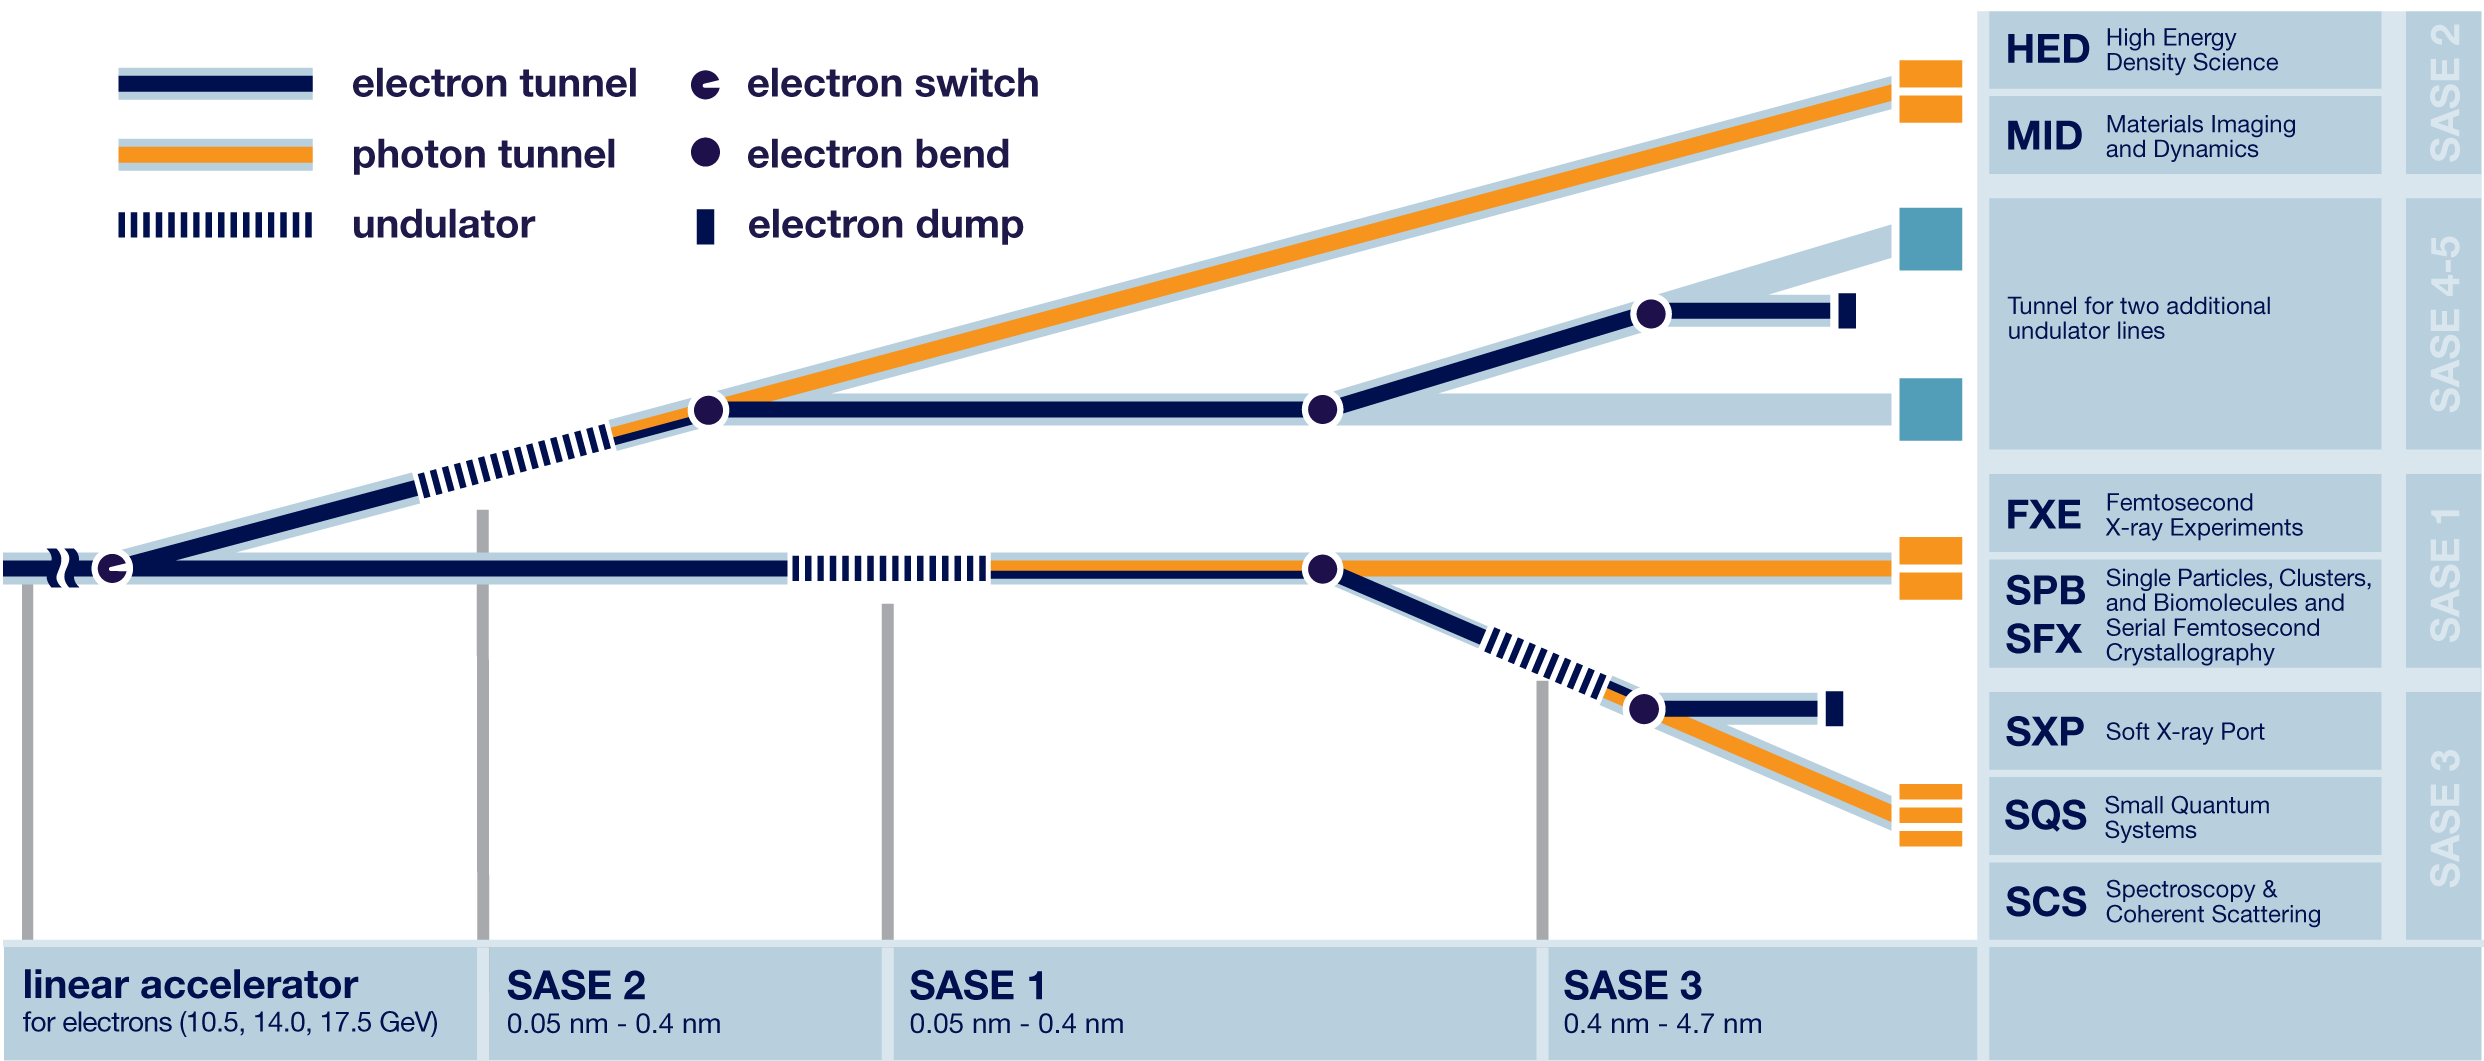 electron tunnel
photon tunnel
undulator
electron switch
electron bend
electron dump
HED
High Energy
Density Science
MID
Materials Imaging
and Dynamics
SASE 2
Tunnel for two additional
undulator lines
SASE 4-5
FXE
Femtosecond
X-ray Experiments
SPB
SFX
Single Particles, Clusters,
and Biomolecules and
Serial Femtosecond
Crystallography
SASE 1
SXP
Soft X-ray Port
SQS
Small Quantum
Systems
SCS
Spectroscopy &
Coherent Scattering
SASE 3
linear accelerator
for electrons (10.5, 14.0, 17.5 GeV)
SASE 2
0.05 nm - 0.4 nm
SASE 1
0.05 nm - 0.4 nm
SASE 3
0.4 nm - 4.7 nm